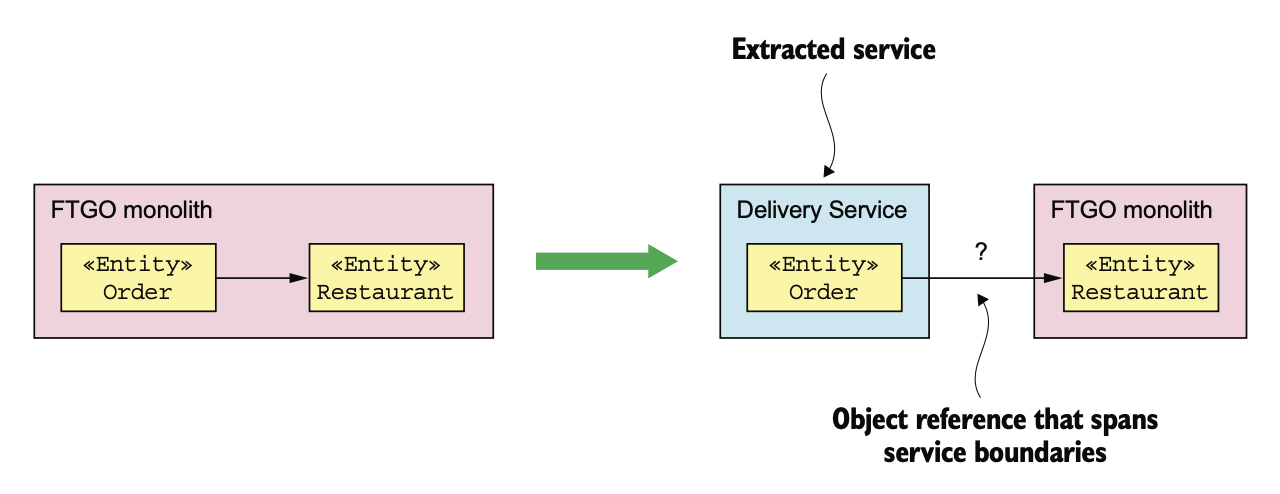 Extracted service
FTGO monolith
«Entity»
Order
«Entity»
Restaurant
Delivery Service
«Entity»
Order
?
FTGO monolith
«Entity»
Restaurant
Object reference that spans
service boundaries